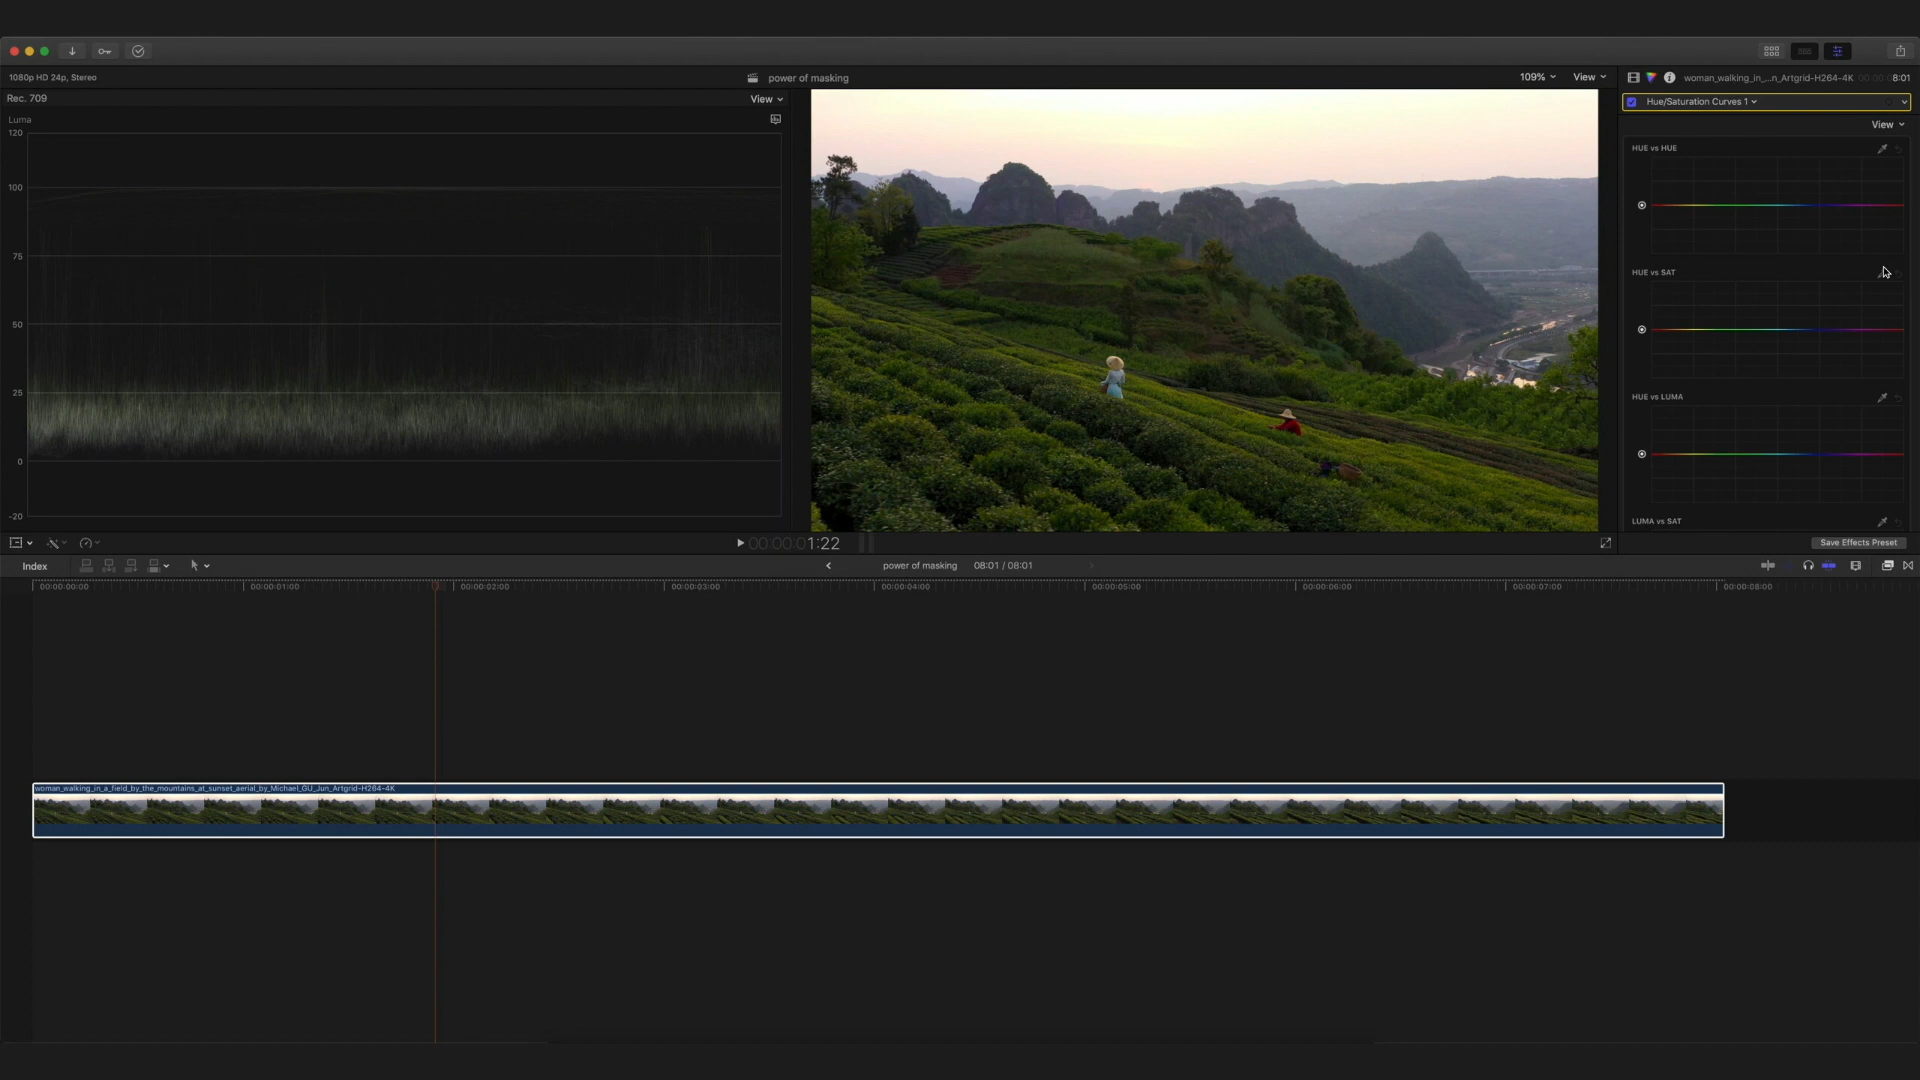 1080p HD 24p, Stereo
power of masking
109%
View
woman_walking_in_...n_Artgrid-H264-4K
8:01
Rec. 709
View
Hue/Saturation Curves 1
Luma
View
120
100
75
50
25
0
-20
HUE vs HUE
HUE vs SAT
HUE vs LUMA
LUMA vs SAT
00:00:01:22
Save Effects Preset
Index
power of masking
08:01 / 08:01
00:00:00:00
00:00:01:00
00:00:02:00
00:00:03:00
00:00:04:00
00:00:05:00
00:00:06:00
00:00:07:00
00:00:08:00
woman_walking_in_a_field_by_the_mountains_at_sunset_aerial_by_Michael_GU_Jun_Artgrid-H264-4K